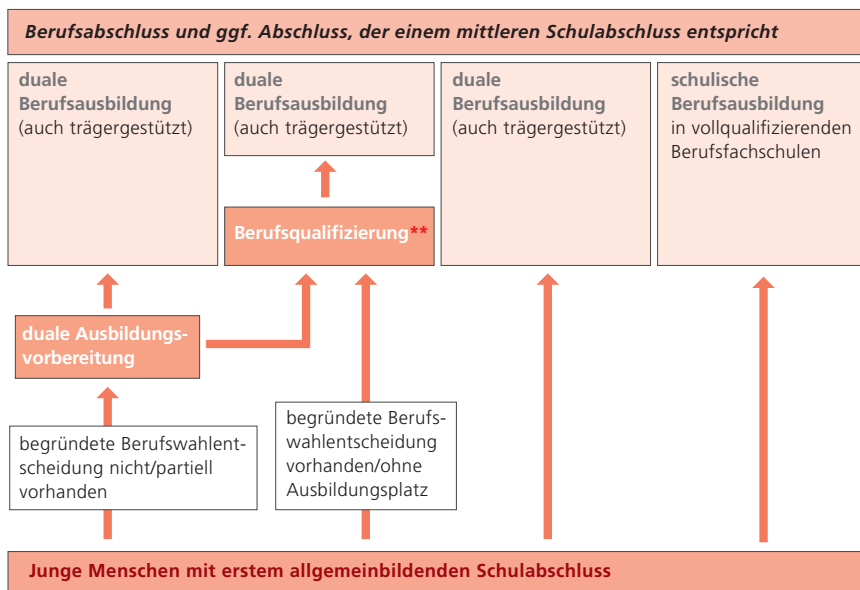 Berufsabschluss und ggf. Abschluss, der einem mittleren Schulabschluss entspricht
duale
Berufsausbildung
(auch trägergestützt)
duale
Berufsausbildung
(auch trägergestützt)
duale
Berufsausbildung
(auch trägergestützt)
schulische
Berufsausbildung
in vollqualifizierenden
Berufsfachschulen
Berufsqualifizierung**
duale Ausbildungs-
vorbereitung
begründete Berufswahlent-
scheidung nicht/partiell
vorhanden
begründete Berufs-
wahlentscheidung
vorhanden/ohne
Ausbildungsplatz
Junge Menschen mit erstem allgemeinbildenden Schulabschluss